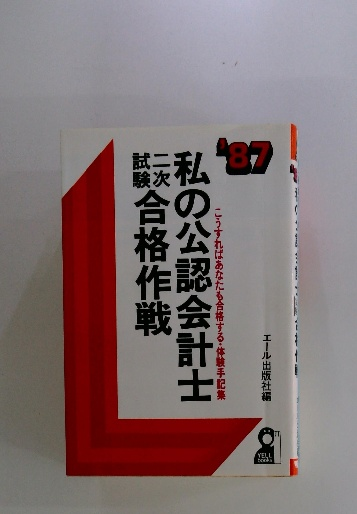 '87
こうすればあなたも合格する・体験手記集
私の公認会計士
二次
試験
合格作戦
エール出版社編
YELL
BOOKS